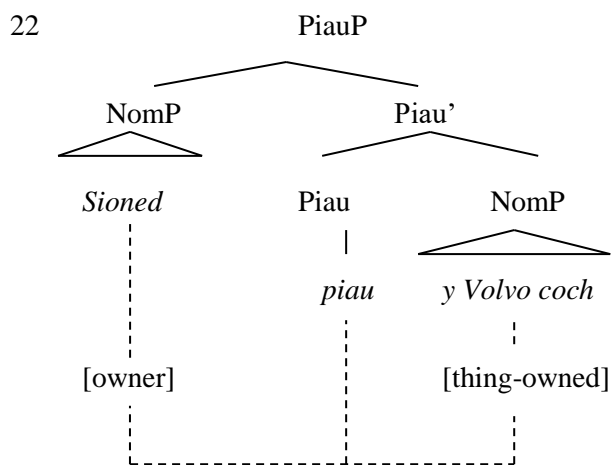 22 PiauP
NomP Piau’
Sioned Piau NomP
piau y Volvo coch
[owner] [thing-owned]